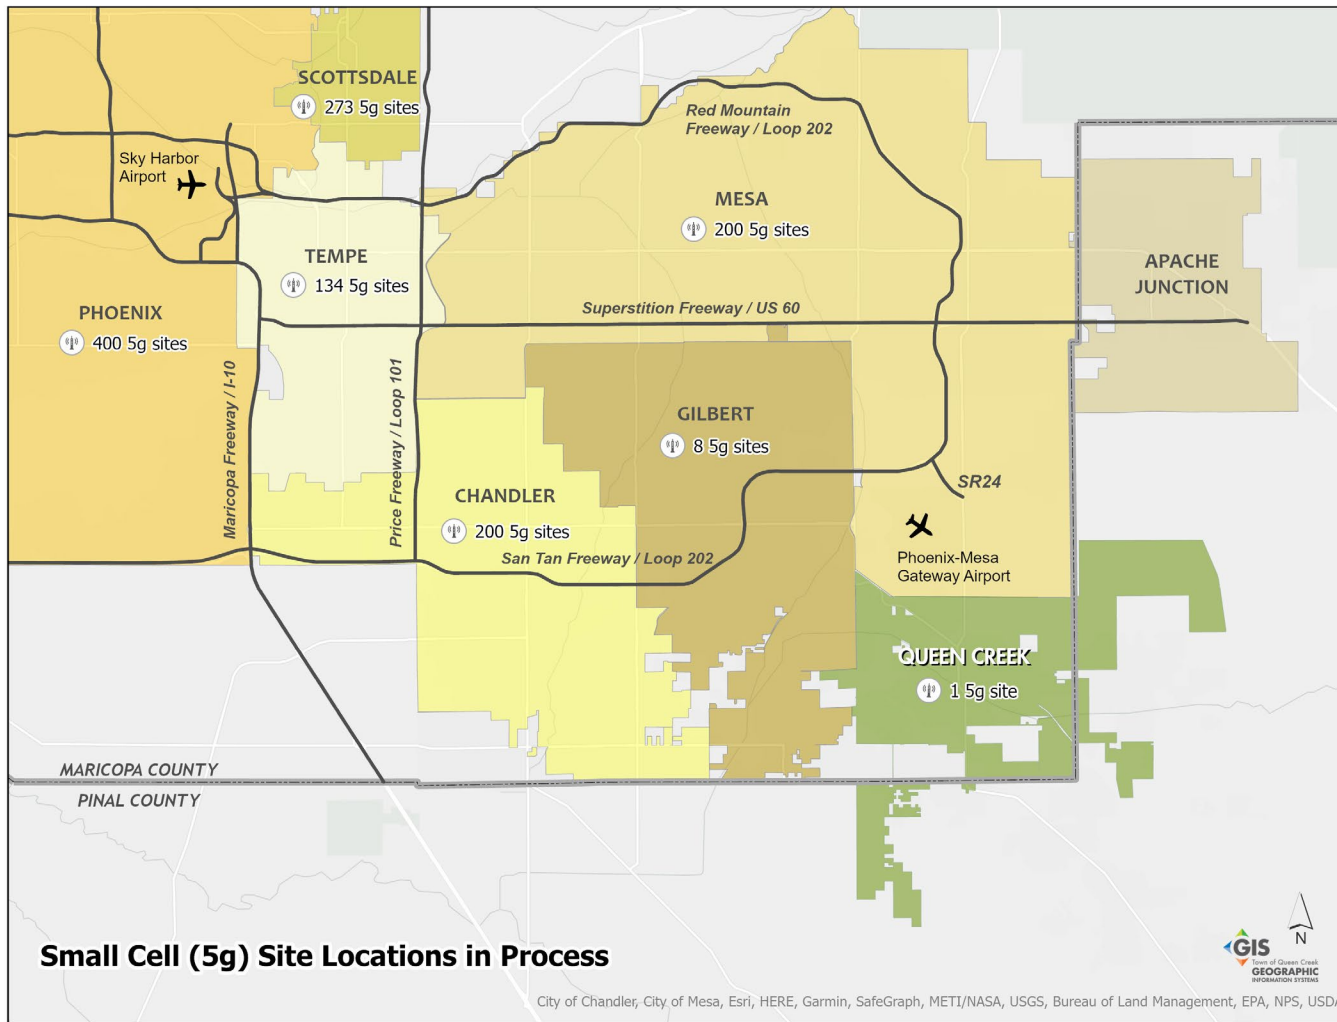 SCOTTSDALE
273 5g sites
Red Mountain
Freeway / Loop 202
Sky Harbor
Airport
MESA
200 5g sites
TEMPE
134 5g sites
APACHE
JUNCTION
PHOENIX
400 5g sites
Superstition Freeway / US 60
Maricopa Freeway / I-10
Price Freeway / Loop 101
GILBERT
8 5g sites
CHANDLER
200 5g sites
SR24
San Tan Freeway / Loop 202
Phoenix-Mesa
Gateway Airport
QUEEN CREEK
1 5g site
MARICOPA COUNTY
PINAL COUNTY
Small Cell (5g) Site Locations in Process
N
GIS
Town of Queen Creek
GEOGRAPHIC
INFORMATION SYSTEMS
City of Chandler, City of Mesa, Esri, HERE, Garmin, SafeGraph, METI/NASA, USGS, Bureau of Land Management, EPA, NPS, USDA